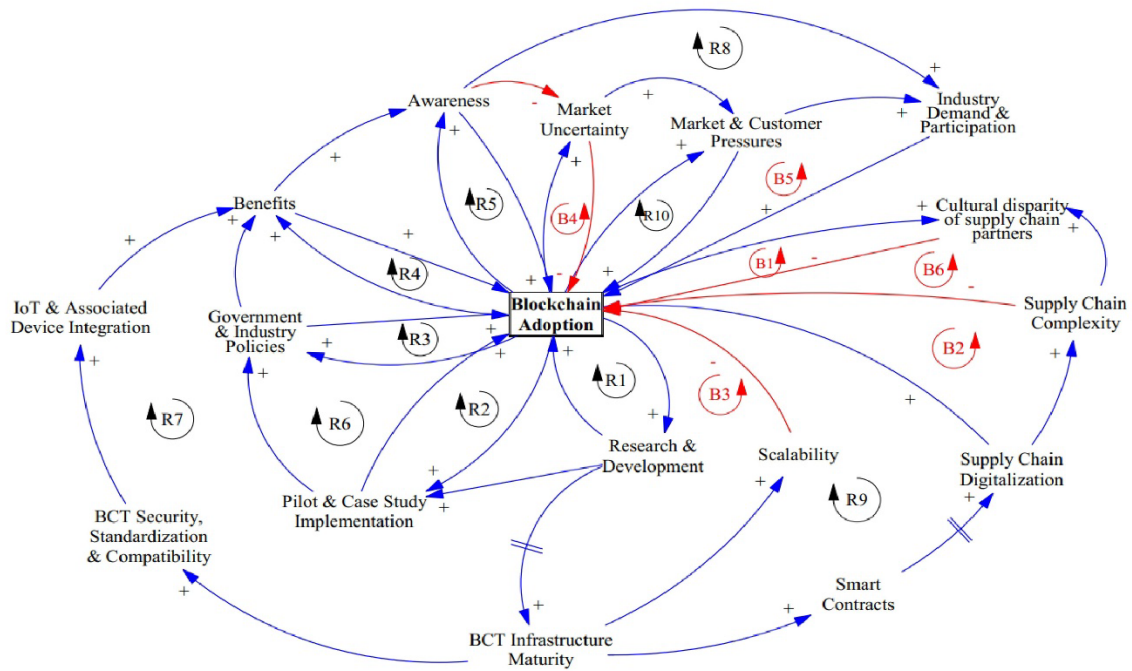 R8
Awareness
Market
Uncertainty
Market & Customer
Pressures
Industry
Demand &
Participation
Benefits
R5
B4
R10
B5
Cultural disparity
of supply chain
partners
R4
B1
B6
IoT & Associated
Device Integration
Government
& Industry
Policies
R3
Blockchain
Adoption
Supply Chain
Complexity
B2
R7
R6
R2
R1
B3
Research &
Development
Scalability
Supply Chain
Digitalization
Pilot & Case Study
Implementation
R9
BCT Security,
Standardization
& Compatibility
Smart
Contracts
BCT Infrastructure
Maturity